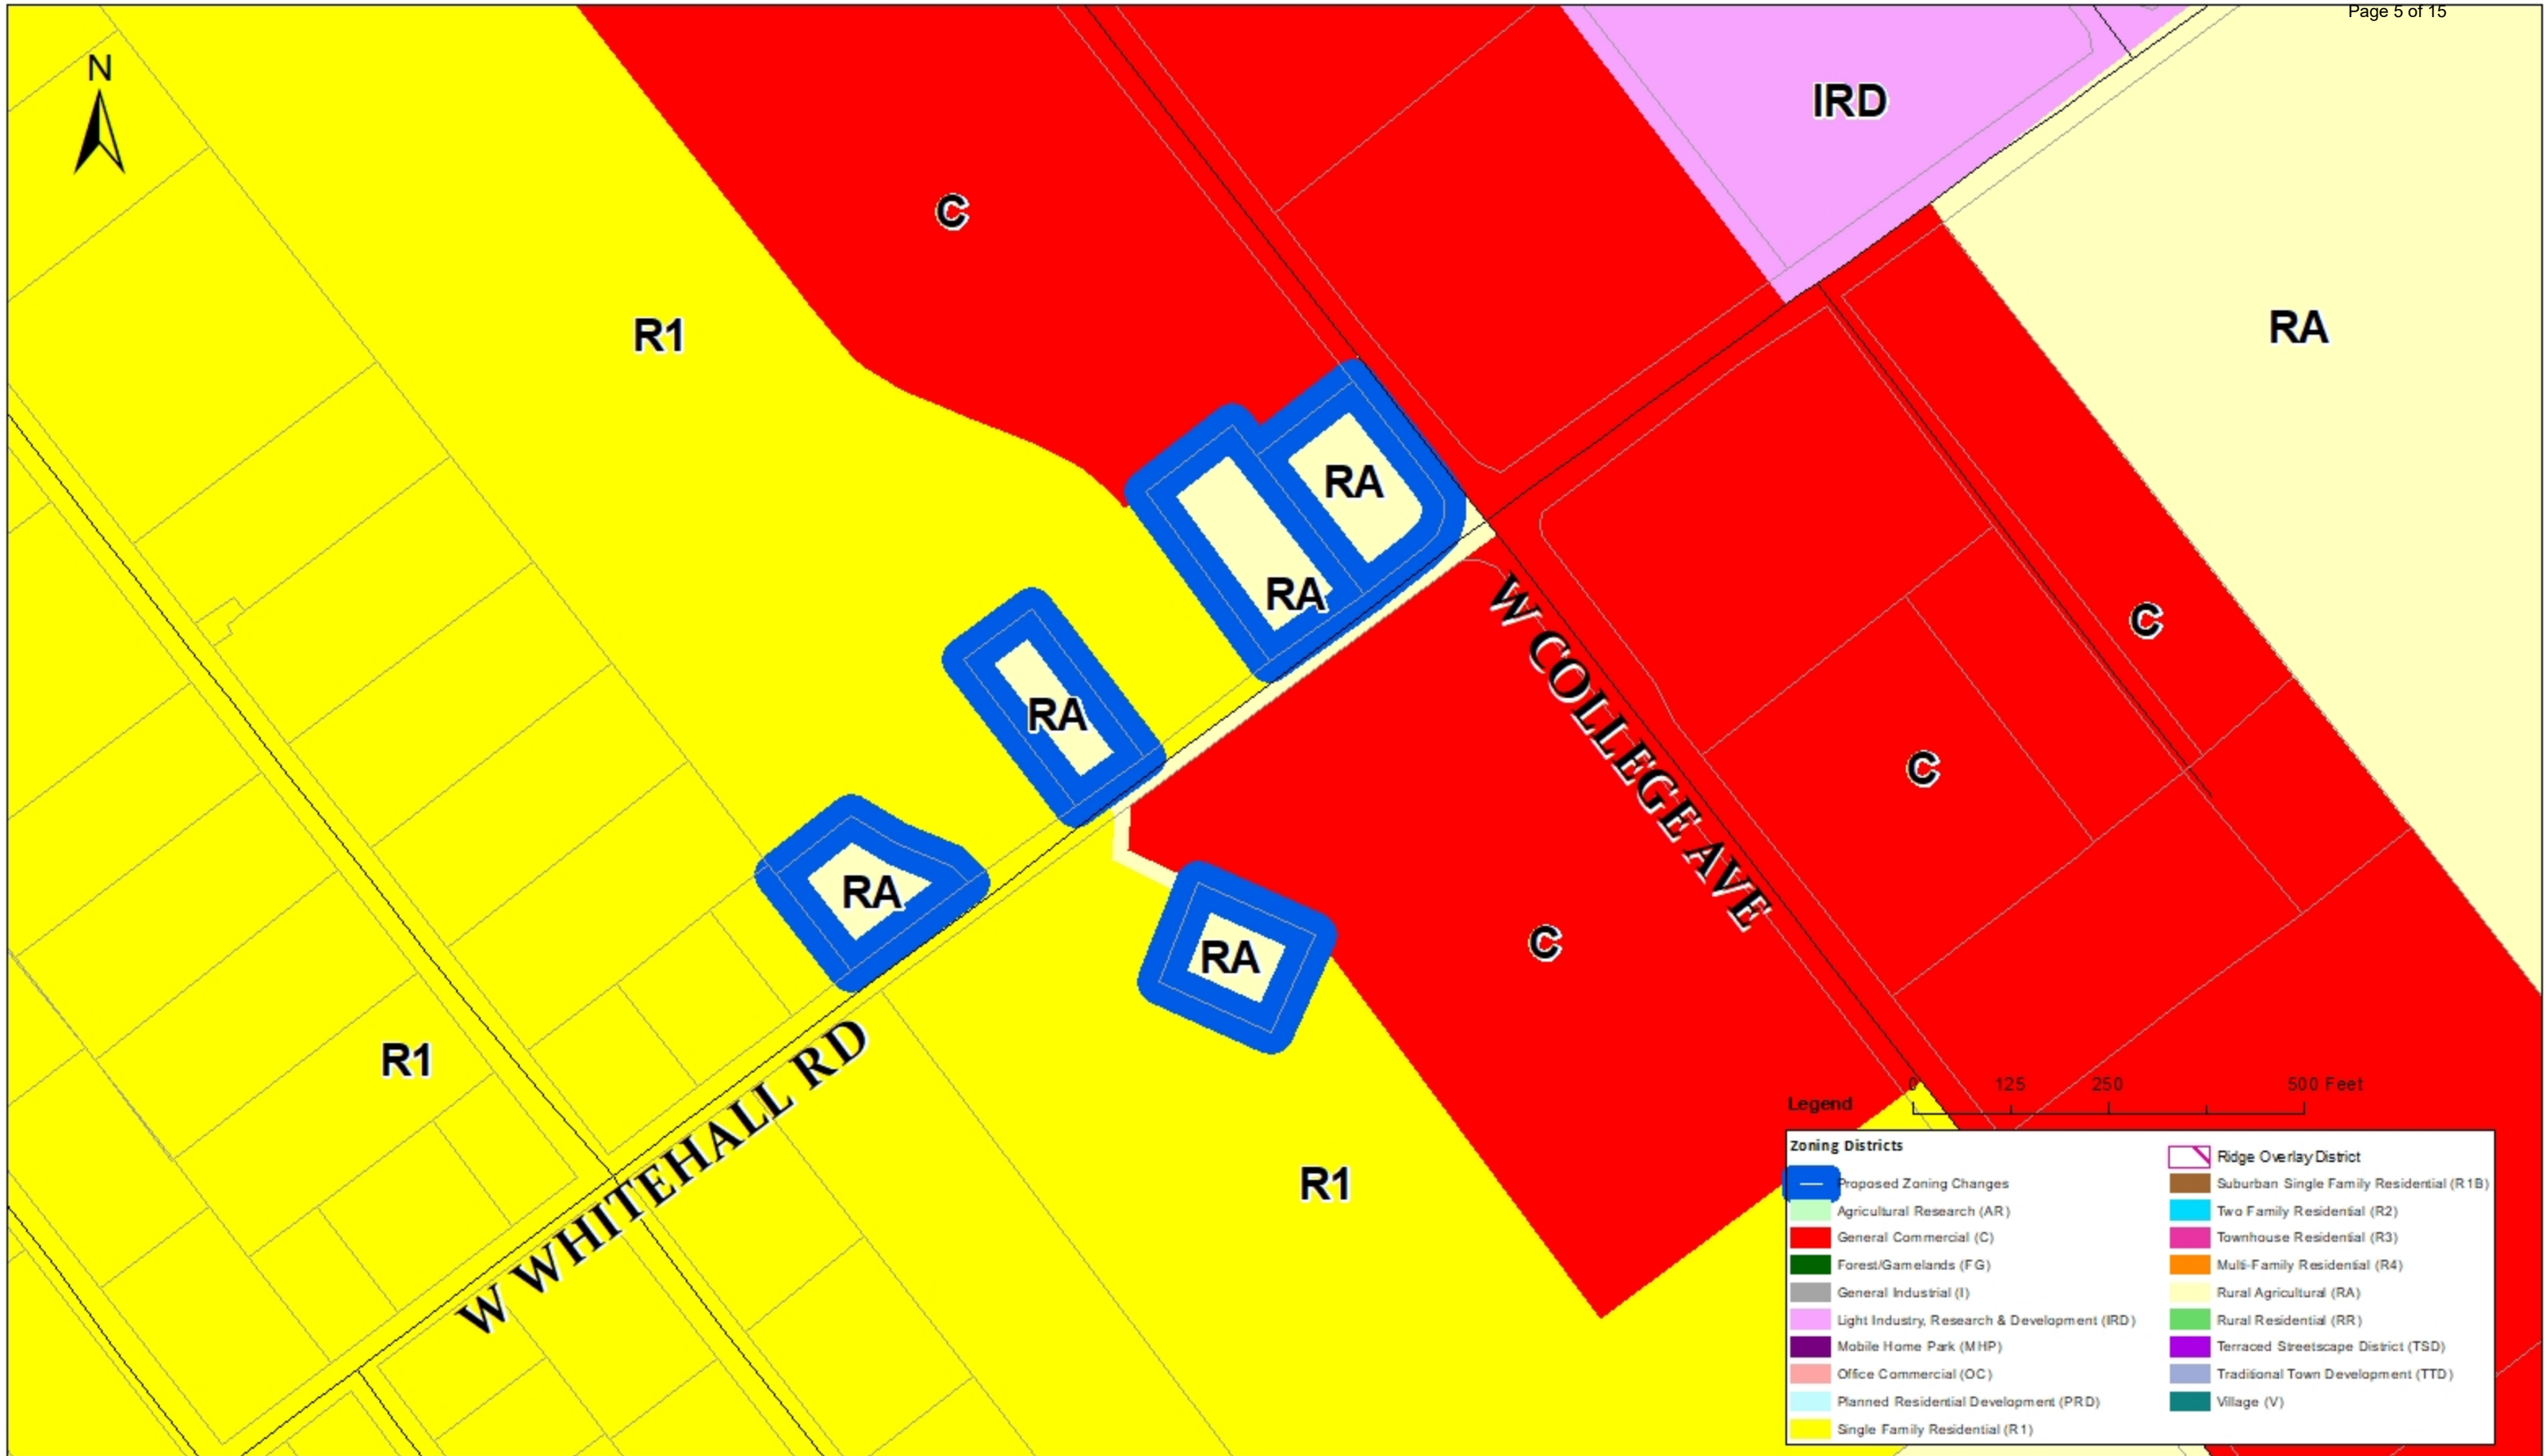 Page 5 of 15
N
IRD
C
R1
RA
RA
RA
C
RA
C
RA
RA
C
R1
R1
W COLLEGE AVE
W WHITEHALL RD
0 125 250 500 Feet
Legend
Zoning Districts
Proposed Zoning Changes
Agricultural Research (AR)
General Commercial (C)
Forest/Gamelands (FG)
General Industrial (I)
Light Industry, Research & Development (IRD)
Mobile Home Park (MHP)
Office Commercial (OC)
Planned Residential Development (PRD)
Single Family Residential (R1)
Ridge Overlay District
Suburban Single Family Residential (R1B)
Two Family Residential (R2)
Townhouse Residential (R3)
Multi-Family Residential (R4)
Rural Agricultural (RA)
Rural Residential (RR)
Terraced Streetscape District (TSD)
Traditional Town Development (TTD)
Village (V)